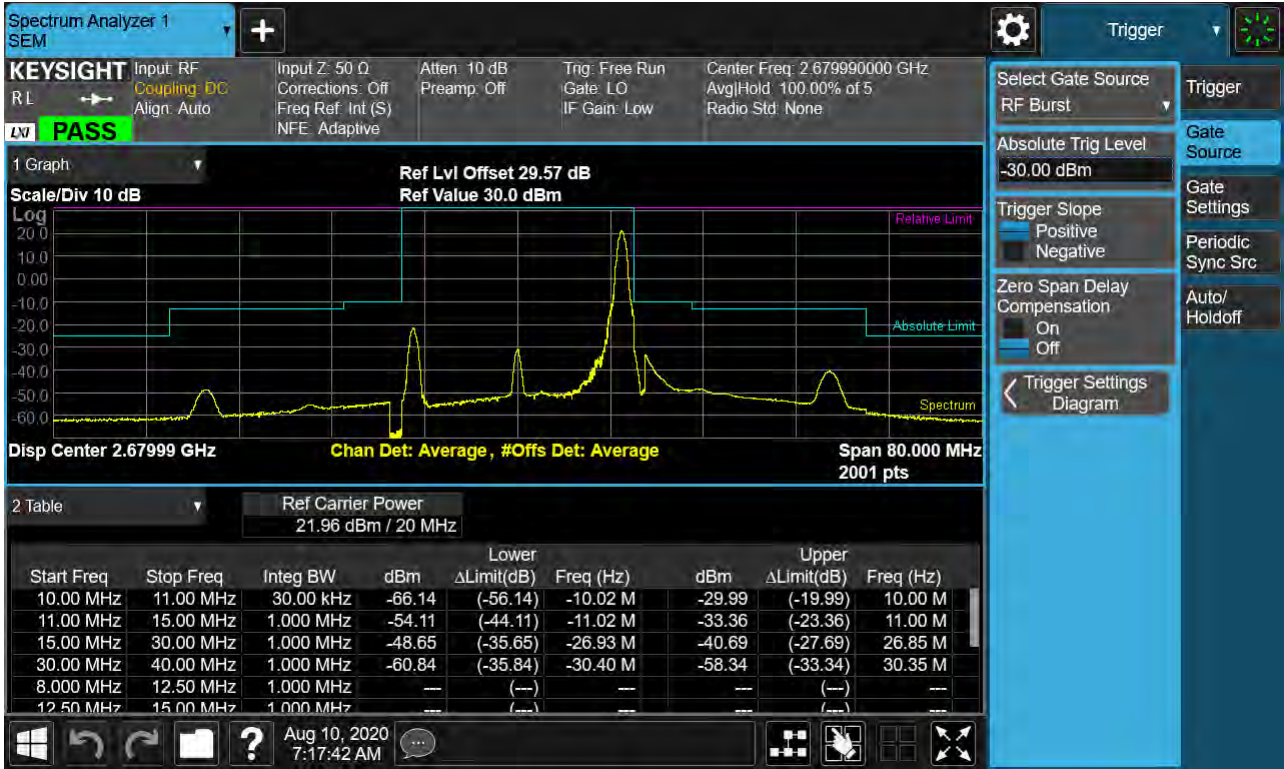 Spectrum Analyzer 1
SEM
Trigger
KEYSIGHT
R L
LXI
PASS
Input: RF
Coupling: DC
Align: Auto
Input Z: 50 Ω
Corrections: Off
Freq Ref: Int (S)
NFE: Adaptive
Atten: 10 dB
Preamp: Off
Trig: Free Run
Gate: LO
IF Gain: Low
Center Freq: 2.679990000 GHz
Avg|Hold: 100.00% of 5
Radio Std: None
1 Graph
Scale/Div 10 dB
Ref Lvl Offset 29.57 dB
Ref Value 30.0 dBm
Log
20.0
10.0
0.00
-10.0
-20.0
-30.0
-40.0
-50.0
-60.0
Relative Limit
Absolute Limit
Spectrum
Disp Center 2.67999 GHz
Chan Det: Average, #Offs Det: Average
Span 80.000 MHz
2001 pts
2 Table
Ref Carrier Power
21.96 dBm / 20 MHz
Lower Upper
Start Freq Stop Freq Integ BW dBm ΔLimit(dB) Freq (Hz) dBm ΔLimit(dB) Freq (Hz)
10.00 MHz 11.00 MHz 30.00 kHz -66.14 (-56.14) -10.02 M -29.99 (-19.99) 10.00 M
11.00 MHz 15.00 MHz 1.000 MHz -54.11 (-44.11) -11.02 M -33.36 (-23.36) 11.00 M
15.00 MHz 30.00 MHz 1.000 MHz -48.65 (-35.65) -26.93 M -40.69 (-27.69) 26.85 M
30.00 MHz 40.00 MHz 1.000 MHz -60.84 (-35.84) -30.40 M -58.34 (-33.34) 30.35 M
8.000 MHz 12.50 MHz 1.000 MHz --- (---) --- --- (---) ---
12.50 MHz 15.00 MHz 1.000 MHz --- (---) --- --- (---) ---
Aug 10, 2020
7:17:42 AM
Select Gate Source
RF Burst
Absolute Trig Level
-30.00 dBm
Trigger Slope
Positive
Negative
Zero Span Delay
Compensation
On
Off
Trigger Settings
Diagram
Trigger
Gate
Source
Gate
Settings
Periodic
Sync Src
Auto/
Holdoff